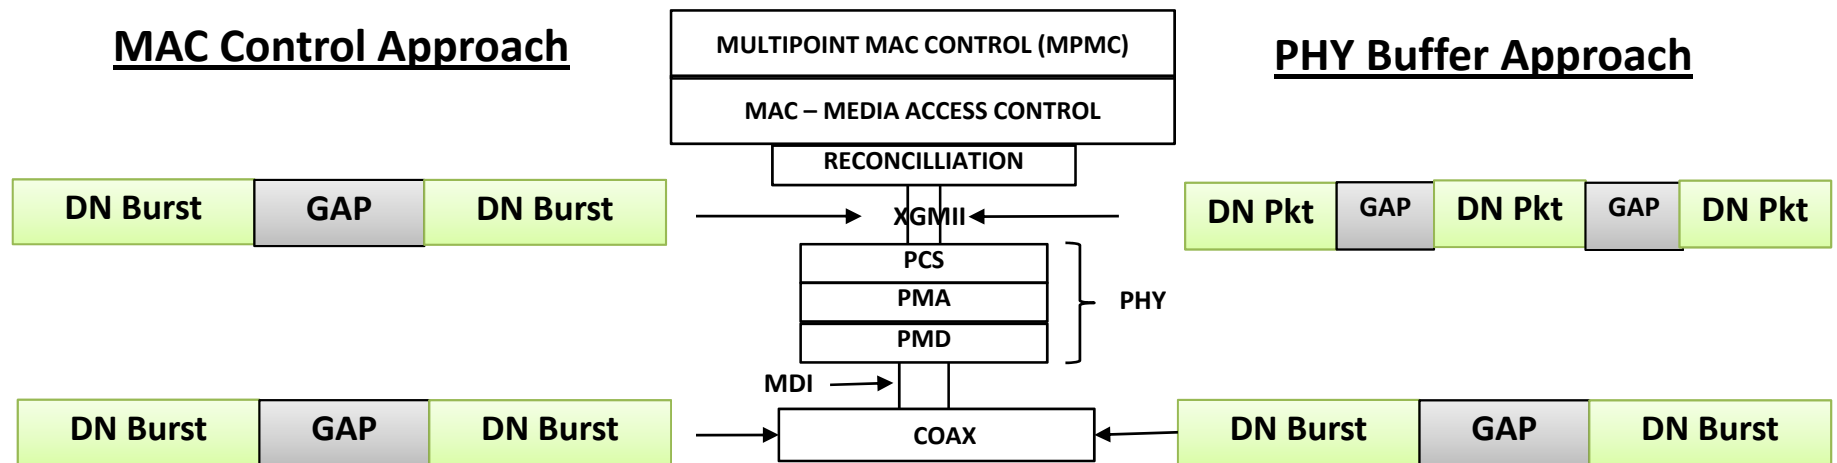 MAC Control Approach
MULTIPOINT MAC CONTROL (MPMC)
PHY Buffer Approach
MAC – MEDIA ACCESS CONTROL
RECONCILLIATION
DN Burst GAP DN Burst
XGMII
DN Pkt GAP DN Pkt GAP DN Pkt
PCS
PMA
PHY
PMD
MDI
DN Burst GAP DN Burst
COAX
DN Burst GAP DN Burst